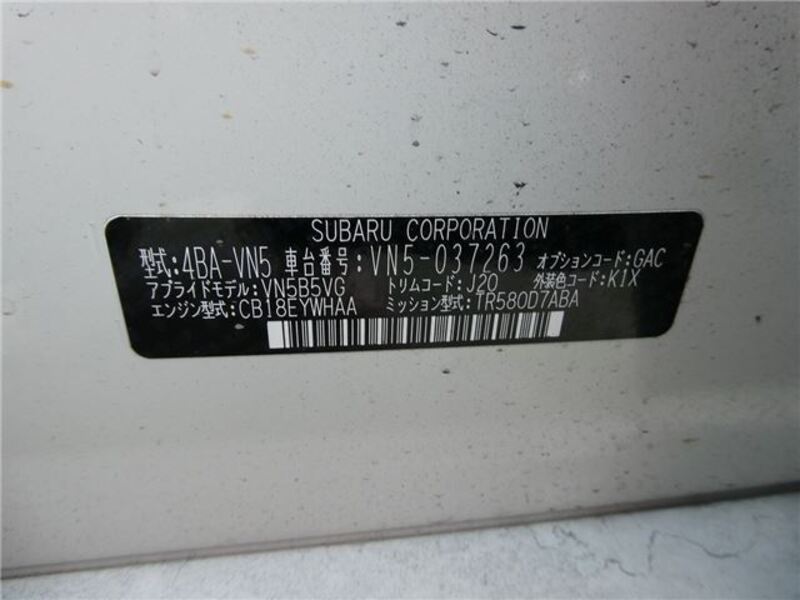 SUBARU CORPORATION
型式:4BA-VN5 車台番号:VN5-037263 オプションコード:GAC
アプライドモデル:VN5B5VG トリムコード:J20 外装色コード:K1X
エンジン型式:CB18EYWHAA ミッション型式:TR580D7ABA